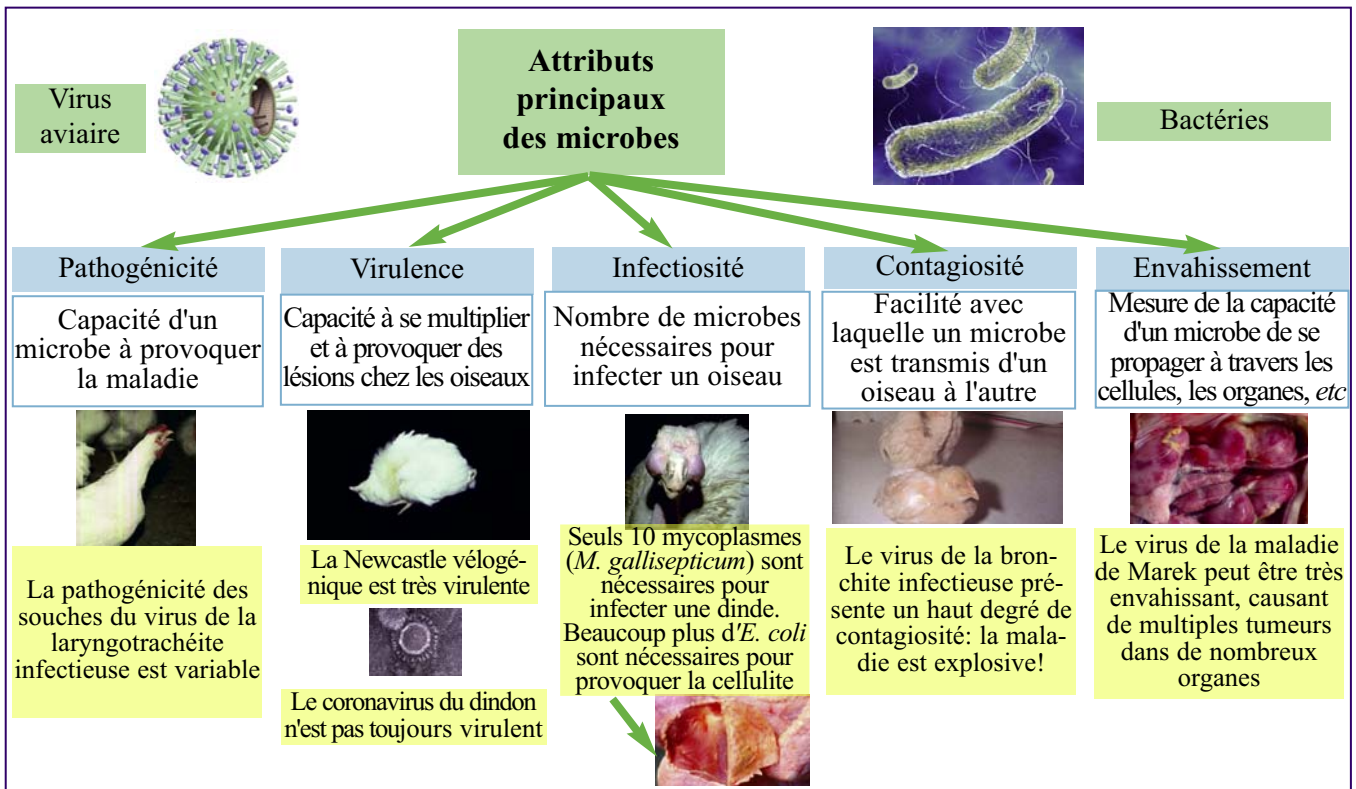 Virus
aviaire
Attributs
principaux
des microbes
Bactéries
Pathogénicité
Capacité d'un
microbe à provoquer
la maladie
La pathogénicité des
souches du virus de la
laryngotrachéite
infectieuse est variable
Virulence
Capacité à se multiplier
et à provoquer des
lésions chez les oiseaux
La Newcastle vélogé-
nique est très virulente
Le coronavirus du dindon
n'est pas toujours virulent
Infectiosité
Nombre de microbes
nécessaires pour
infecter un oiseau
Seuls 10 mycoplasmes
(M. gallisepticum) sont
nécessaires pour
infecter une dinde.
Beaucoup plus d'E. coli
sont nécessaires pour
provoquer la cellulite
Contagiosité
Facilité avec
laquelle un microbe
est transmis d'un
oiseau à l'autre
Le virus de la bron-
chite infectieuse pré-
sente un haut degré de
contagiosité: la mala-
die est explosive!
Envahissement
Mesure de la capacité
d'un microbe de se
propager à travers les
cellules, les organes, etc
Le virus de la maladie
de Marek peut être très
envahissant, causant
de multiples tumeurs
dans de nombreux
organes